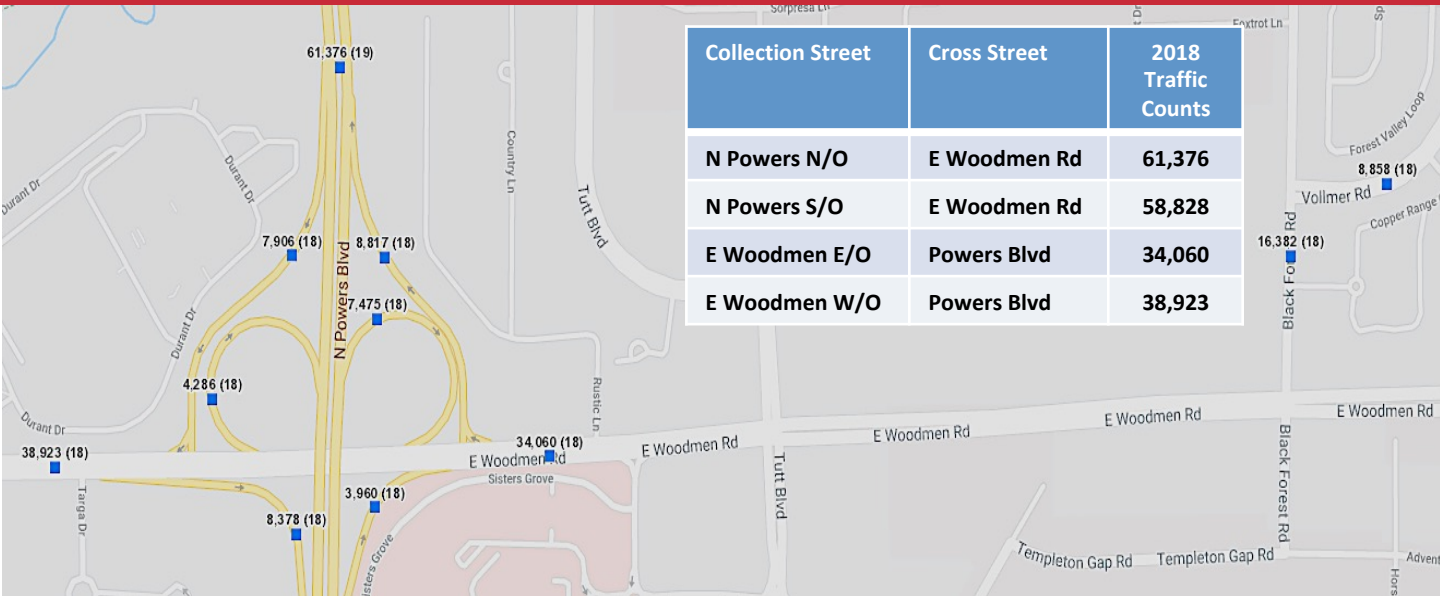 Sorpresa Ln
Foxtrot Ln
61,376 (19)
Collection Street
Cross Street
2018
Traffic
Counts
N Powers N/O
E Woodmen Rd
61,376
N Powers S/O
E Woodmen Rd
58,828
E Woodmen E/O
Powers Blvd
34,060
E Woodmen W/O
Powers Blvd
38,923
Country Ln
Forest Valley Loop
8,858 (18)
Vollmer Rd
Copper Range
Durant Dr
Durant Dr
Tutt Blvd
7,906 (18)
8,817 (18)
N Powers Blvd
16,382 (18)
7,475 (18)
Durant Dr
4,286 (18)
Rustic Ln
Durant Dr
38,923 (18)
34,060 (18)
E Woodmen Rd
E Woodmen Rd
E Woodmen Rd
E Woodmen Rd
E Woodmen Rd
Sisters Grove
Targa Dr
3,960 (18)
8,378 (18)
Tutt Blvd
Black Forest Rd
Templeton Gap Rd
Templeton Gap Rd